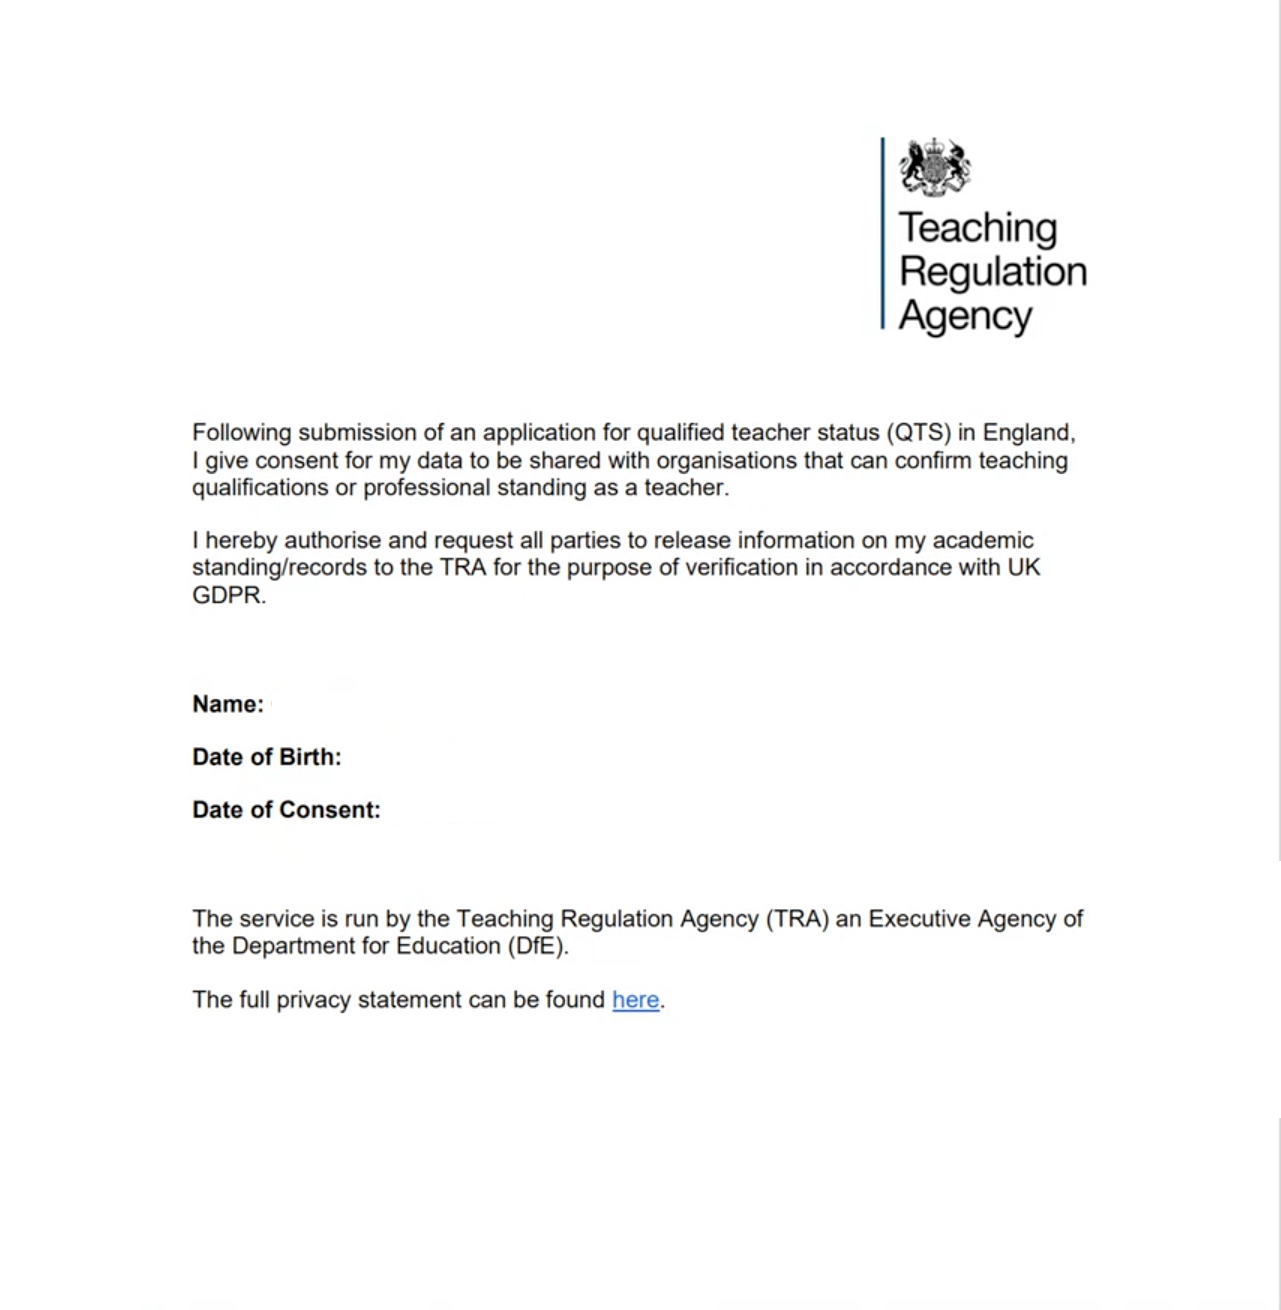 Teaching
Regulation
Agency
Following submission of an application for qualified teacher status (QTS) in England,
I give consent for my data to be shared with organisations that can confirm teaching
qualifications or professional standing as a teacher.
I hereby authorise and request all parties to release information on my academic
standing/records to the TRA for the purpose of verification in accordance with UK
GDPR.
Name:
Date of Birth:
Date of Consent:
The service is run by the Teaching Regulation Agency (TRA) an Executive Agency of
the Department for Education (DfE).
The full privacy statement can be found here.